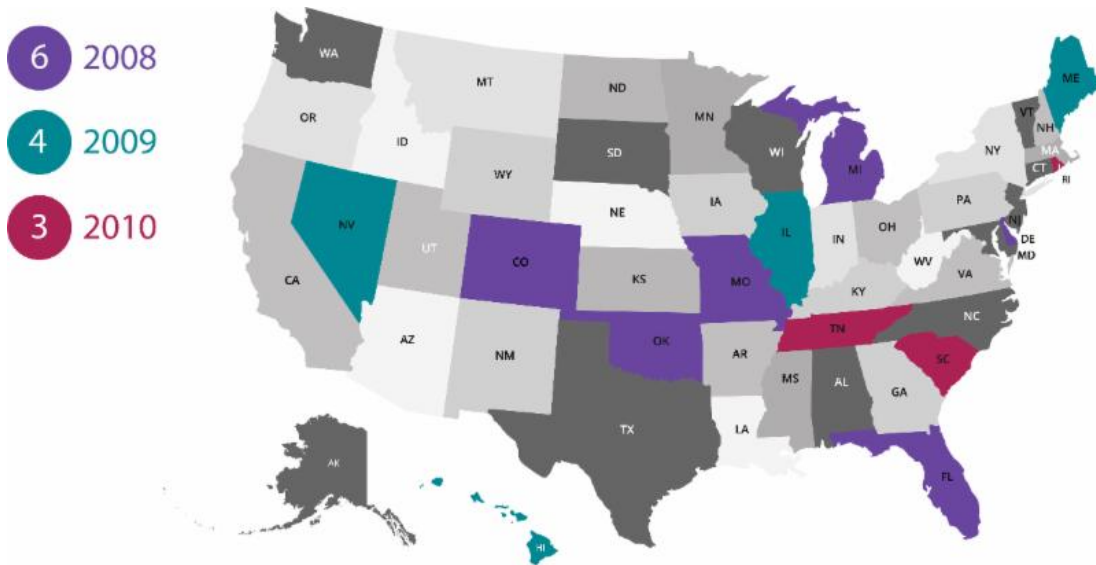 6 2008
4 2009
3 2010
WA
MT
ND
MN
OR
ID
SD
WI
MI
WY
NE
IA
NV
UT
CO
KS
MO
IL
IN
OH
PA
NY
VT
NH
ME
MA
CT
RI
NJ
DE
MD
WV
VA
KY
CA
AZ
NM
OK
AR
TN
NC
SC
MS
AL
GA
TX
LA
FL
AK
HI